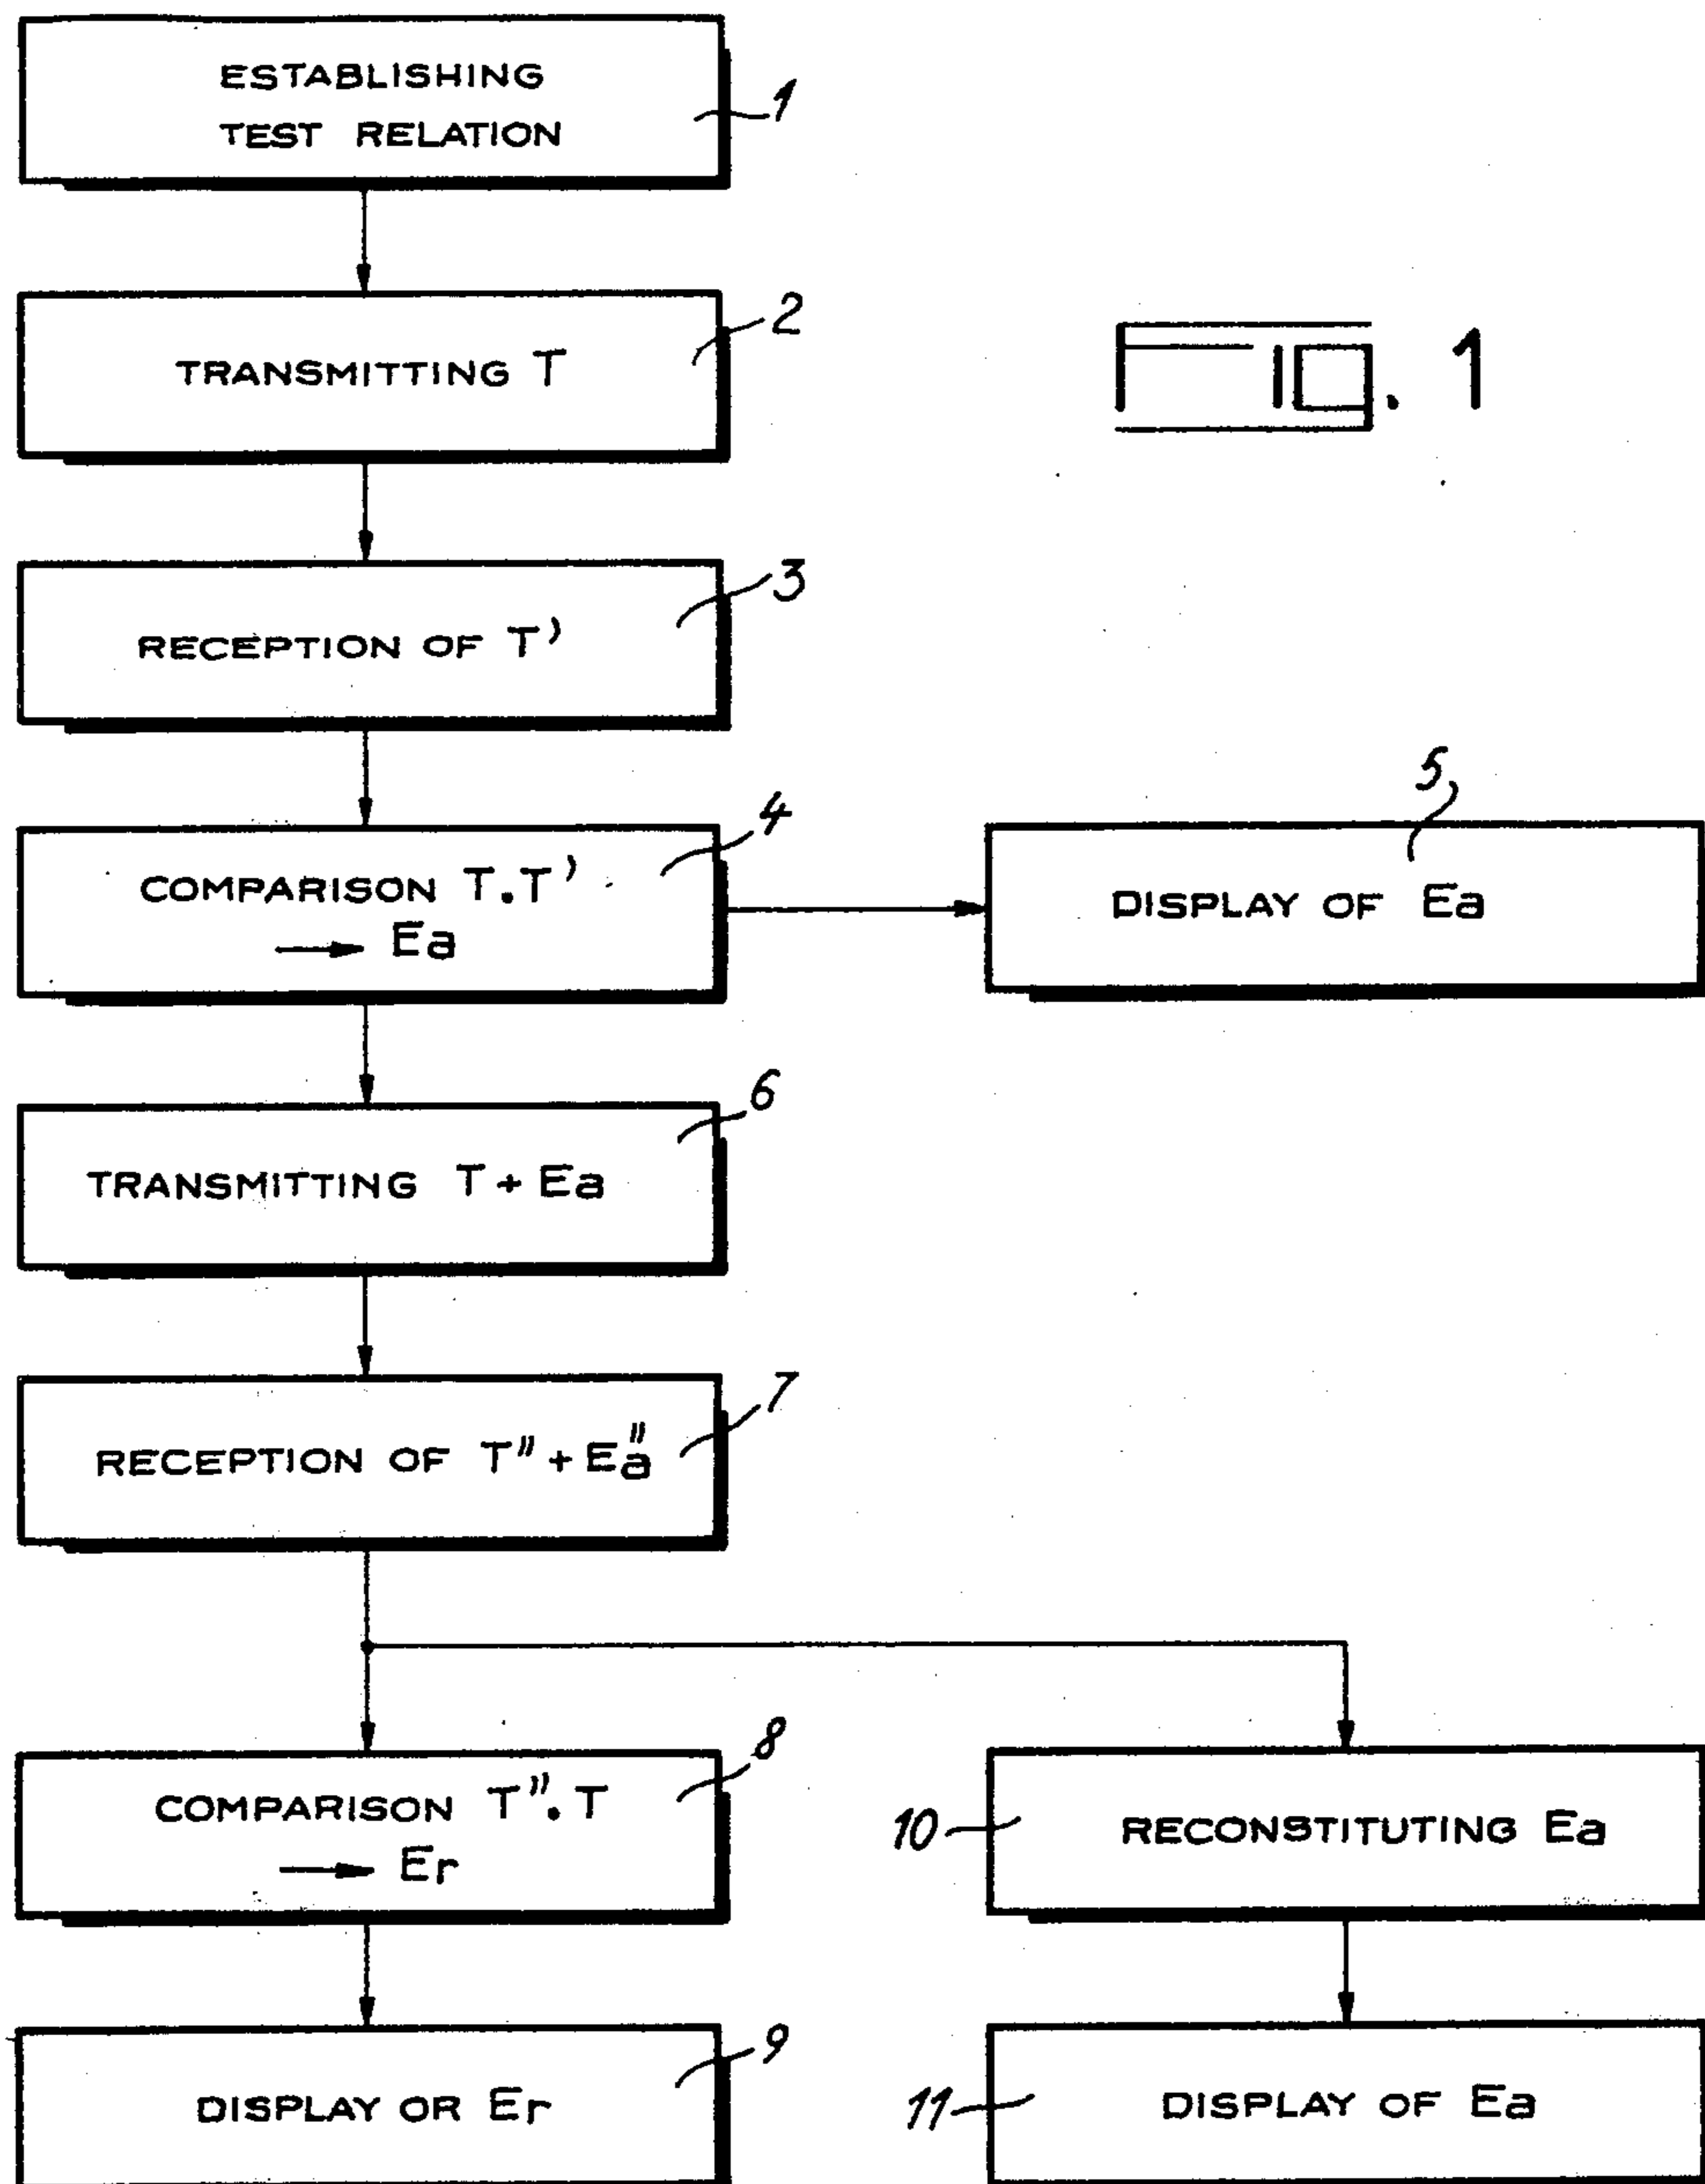 ESTABLISHING
TEST RELATION
1
TRANSMITTING T
2
FIG. 1
RECEPTION OF T'
3
COMPARISON T.T'
→ Ea
4
DISPLAY OF Ea
5
TRANSMITTING T + Ea
6
RECEPTION OF T" + Ea"
7
COMPARISON T".T
→ Er
8
RECONSTITUTING Ea
10
DISPLAY OR Er
9
DISPLAY OF Ea
11